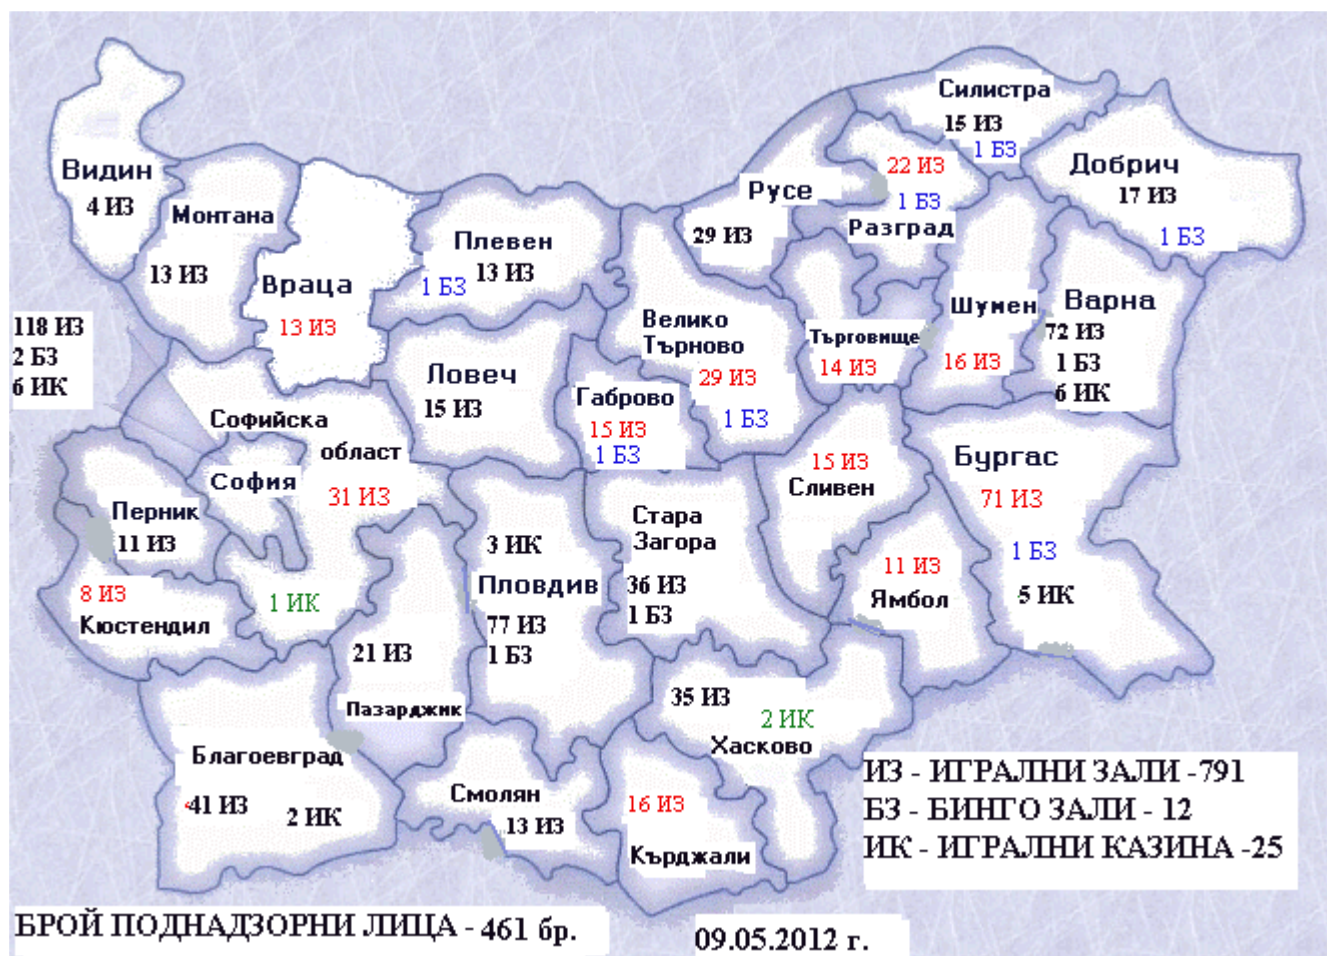 Силистра
15 ИЗ
1 БЗ
Видин
4 ИЗ
Монтана
13 ИЗ
Враца
13 ИЗ
Плевен
13 ИЗ
1 БЗ
Русе
29 ИЗ
22 ИЗ
1 БЗ
Разград
Добрич
17 ИЗ
1 БЗ
Шумен
16 ИЗ
Варна
72 ИЗ
1 БЗ
6 ИК
Велико
Търново
29 ИЗ
1 БЗ
Търговище
14 ИЗ
118 ИЗ
2 БЗ
6 ИК
Ловеч
15 ИЗ
Габрово
15 ИЗ
1 БЗ
Софийска
област
31 ИЗ
1 ИК
София
Перник
11 ИЗ
8 ИЗ
Кюстендил
3 ИК
Пловдив
77 ИЗ
1 БЗ
Стара
Загора
36 ИЗ
1 БЗ
15 ИЗ
Сливен
Бургас
71 ИЗ
1 БЗ
5 ИК
11 ИЗ
Ямбол
21 ИЗ
Пазарджик
Благоевград
41 ИЗ
2 ИК
Смолян
13 ИЗ
35 ИЗ
2 ИК
Хасково
16 ИЗ
Кърджали
ИЗ - ИГРАЛНИ ЗАЛИ -791
БЗ - БИНГО ЗАЛИ - 12
ИК - ИГРАЛНИ КАЗИНА -25
БРОЙ ПОДНАДЗОРНИ ЛИЦА - 461 бр.
09.05.2012 г.